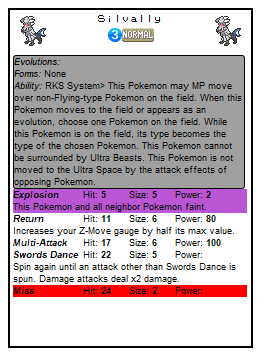 Silvally
3 NORMAL
Evolutions:
Forms: None
Ability: RKS System> This Pokemon may MP move
over non-Flying-type Pokemon on the field. When this
Pokemon moves to the field or appears as an
evolution, choose one Pokemon on the field. While
this Pokemon is on the field, its type becomes the
type of the chosen Pokemon. This Pokemon cannot
be surrounded by Ultra Beasts. This Pokemon is not
moved to the Ultra Space by the attack effects of
opposing Pokemon.
Explosion Hit: 5 Size: 5 Power: 2
This Pokemon and all neighbor Pokemon faint.
Return Hit: 11 Size: 6 Power: 80
Increases your Z-Move gauge by half its max value.
Multi-Attack Hit: 17 Size: 6 Power: 100
Swords Dance Hit: 22 Size: 5 Power:
Spin again until an attack other than Swords Dance is
spun. Damage attacks deal x2 damage.
Miss Hit: 24 Size: 2 Power: